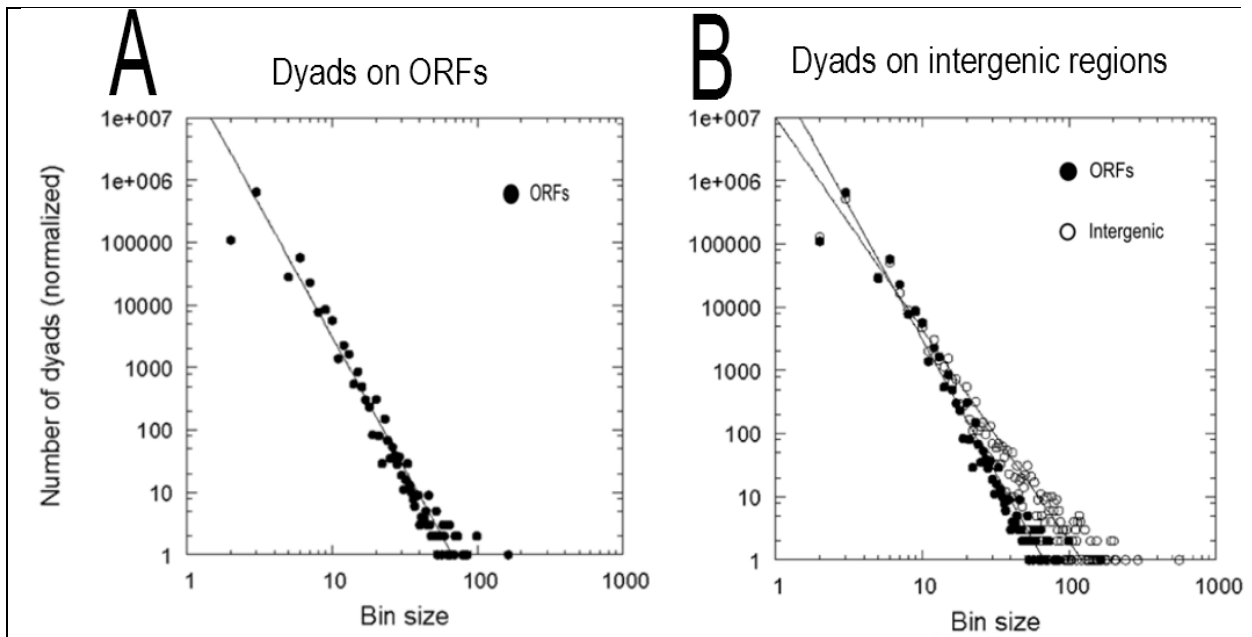 A
Dyads on ORFs
Number of dyads (normalized)
1e+007
1e+006
100000
10000
1000
100
10
1
ORFs
1
10
100
1000
Bin size
B
Dyads on intergenic regions
1e+007
1e+006
100000
10000
1000
100
10
1
ORFs
Intergenic
1
10
100
1000
Bin size